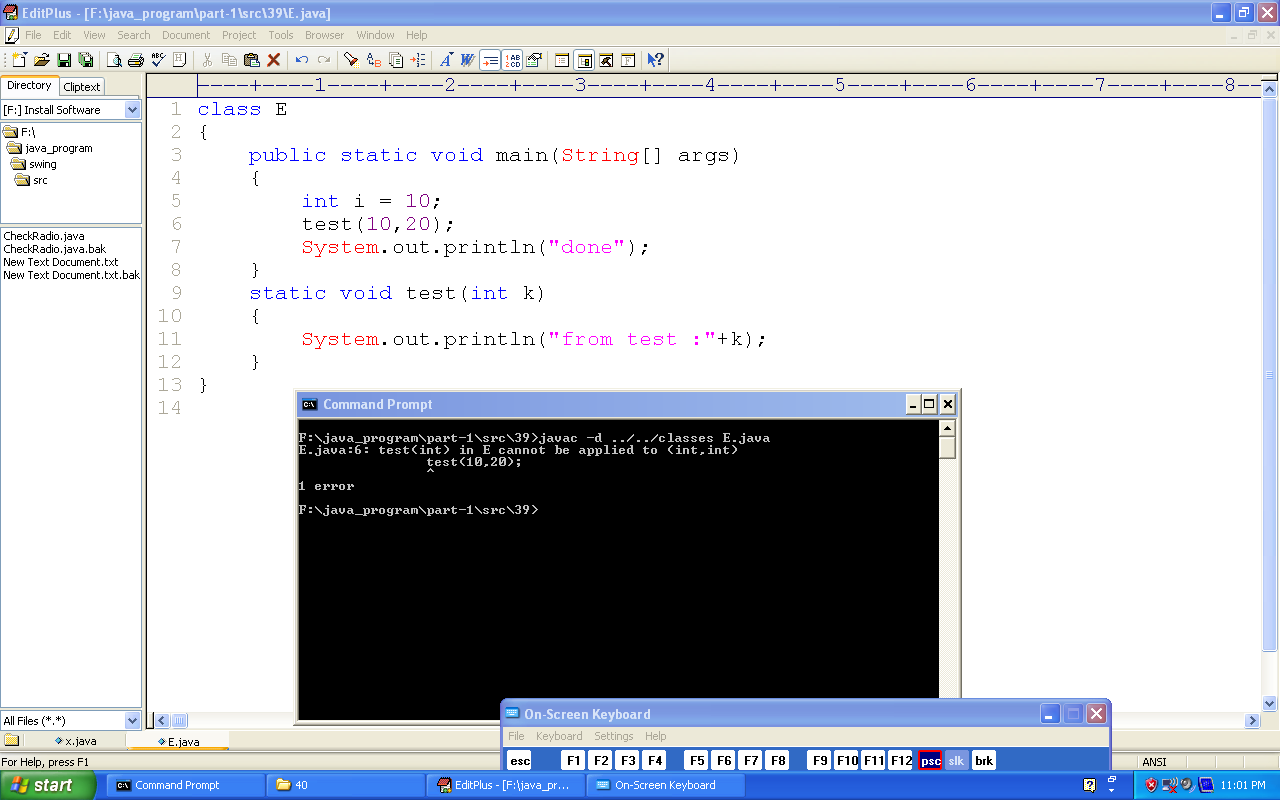 EditPlus - [F:\java_program\part-1\src\39\E.java]
File Edit View Search Document Project Tools Browser Window Help
Directory Cliptext
[F:] Install Software
F:\
java_program
swing
src
CheckRadio.java
CheckRadio.java.bak
New Text Document.txt
New Text Document.txt.bak
All Files (*.*)
----+----1----+----2----+----3----+----4----+----5----+----6----+----7----+----8--
1 class E
2 {
3 public static void main(String[] args)
4 {
5 int i = 10;
6 test(10,20);
7 System.out.println("done");
8 }
9 static void test(int k)
10 {
11 System.out.println("from test :"+k);
12 }
13 }
14
Command Prompt
F:\java_program\part-1\src\39>javac -d ../../classes E.java
E.java:6: test(int) in E cannot be applied to (int,int)
test(10,20);
^
1 error
F:\java_program\part-1\src\39>
On-Screen Keyboard
File Keyboard Settings Help
esc F1 F2 F3 F4 F5 F6 F7 F8 F9 F10 F11 F12 psc slk brk
x.java E.java
For Help, press F1
ANSI
start Command Prompt 40 EditPlus - [F:\java_pr... On-Screen Keyboard 11:01 PM